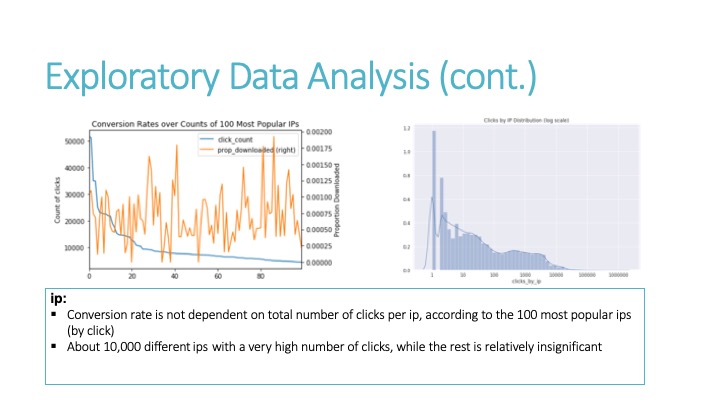 Exploratory Data Analysis (cont.)
Conversion Rates over Counts of 100 Most Popular IPs
click_count
prop_downloaded (right)
50000
40000
30000
20000
10000
Count of clicks
0.00200
0.00175
0.00150
0.00125
0.00100
0.00075
0.00050
0.00025
0.00000
Proportion Downloaded
0 20 40 60 80
Clicks by IP Distribution (log scale)
1.2
1.0
0.8
0.6
0.4
0.2
0.0
1 10 100 1000 10000 100000 1000000
clicks_by_ip
ip:
▪ Conversion rate is not dependent on total number of clicks per ip, according to the 100 most popular ips
(by click)
▪ About 10,000 different ips with a very high number of clicks, while the rest is relatively insignificant